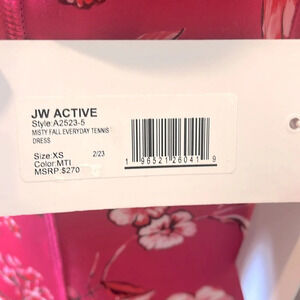 JW ACTIVE
Style:A2523-5
MISTY FALL EVERYDAY TENNIS
DRESS
Size:XS 2/23
Color:MTI
MSRP:$270
1 96521 26041 9